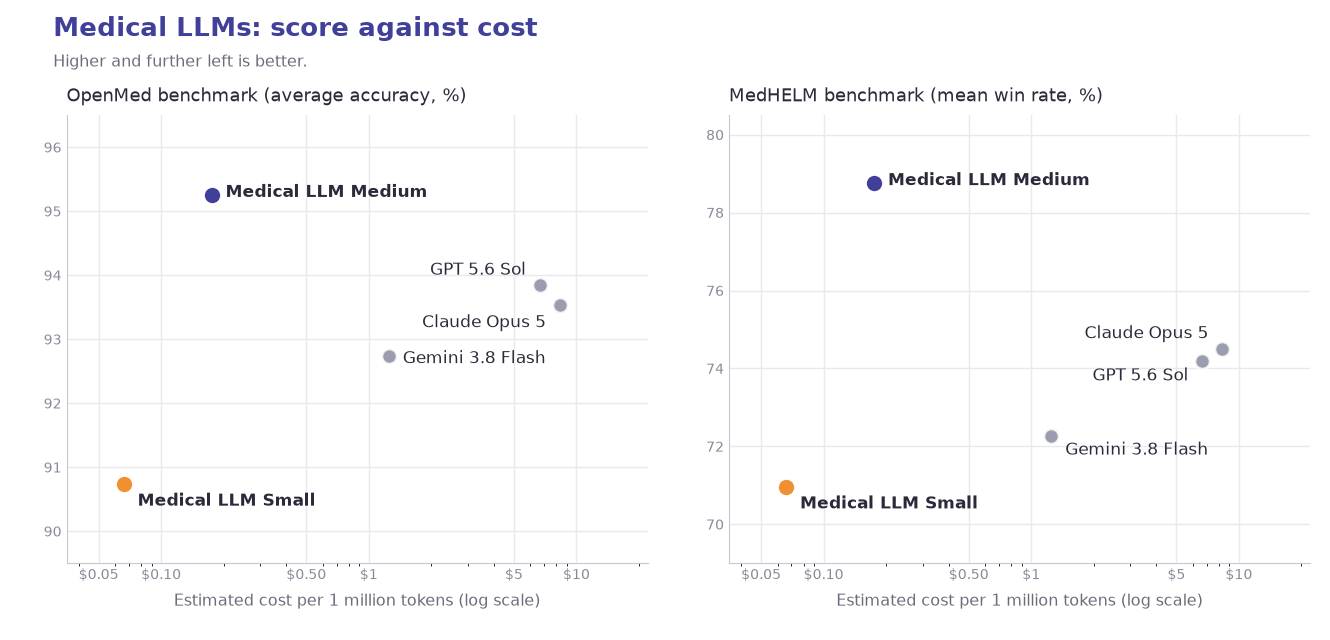 Medical LLMs: score against cost
Higher and further left is better.
OpenMed benchmark (average accuracy, %)
96
95
94
93
92
91
90
Medical LLM Medium
GPT 5.6 Sol
Claude Opus 5
Gemini 3.8 Flash
Medical LLM Small
$0.05 $0.10 $0.50 $1 $5 $10
Estimated cost per 1 million tokens (log scale)
MedHELM benchmark (mean win rate, %)
80
78
76
74
72
70
Medical LLM Medium
Claude Opus 5
GPT 5.6 Sol
Gemini 3.8 Flash
Medical LLM Small
$0.05 $0.10 $0.50 $1 $5 $10
Estimated cost per 1 million tokens (log scale)